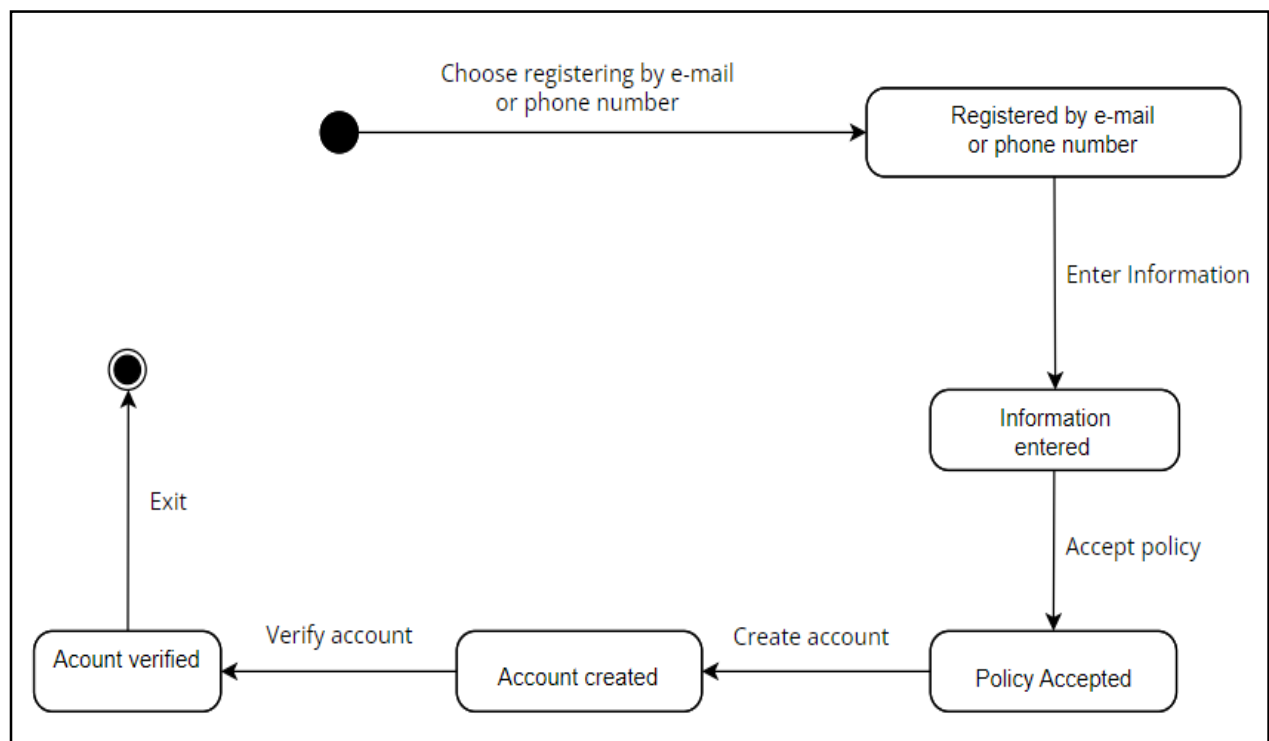 Choose registering by e-mail
or phone number
Registered by e-mail
or phone number
Enter Information
Information
entered
Accept policy
Policy Accepted
Create account
Account created
Verify account
Acount verified
Exit